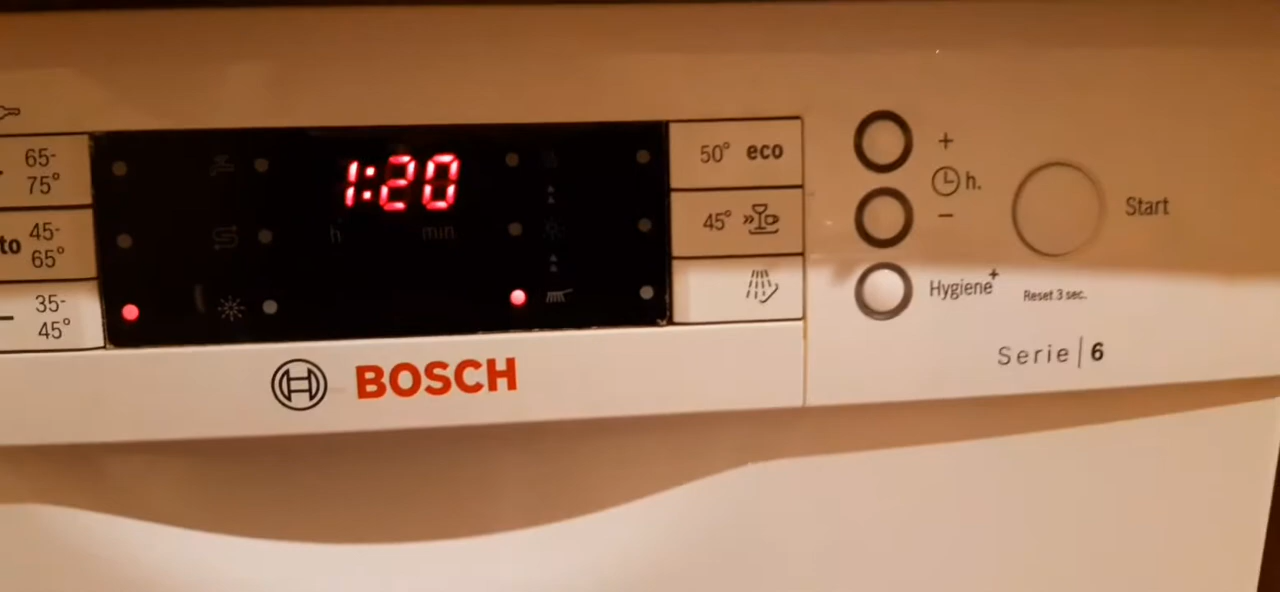 65-
75°
to 45-
65°
35-
45°
1:20
h min
BOSCH
50° eco
45°
+
h.
-
Hygiene+
Start
Reset 3 sec.
Serie | 6